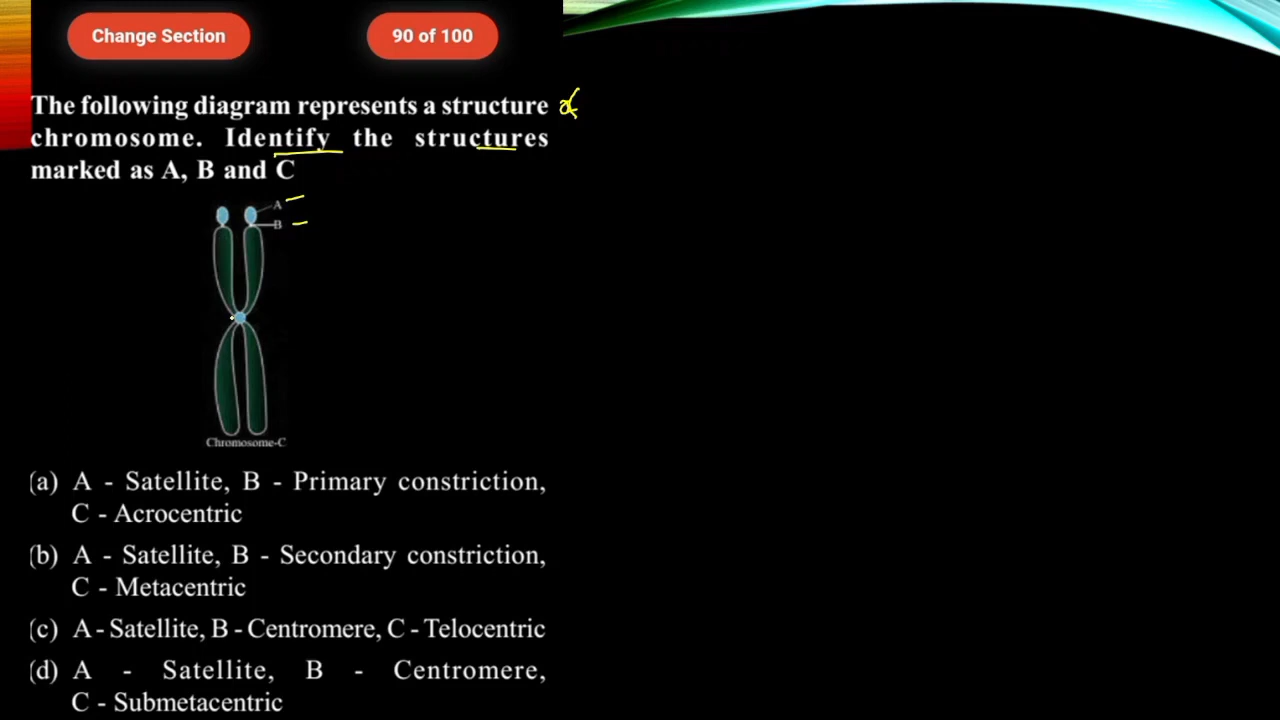 Change Section
90 of 100
The following diagram represents a structure of
chromosome. Identify the structures
marked as A, B and C
A
B
Chromosome-C
(a) A - Satellite, B - Primary constriction,
C - Acrocentric
(b) A - Satellite, B - Secondary constriction,
C - Metacentric
(c) A - Satellite, B - Centromere, C - Telocentric
(d) A - Satellite, B - Centromere,
C - Submetacentric